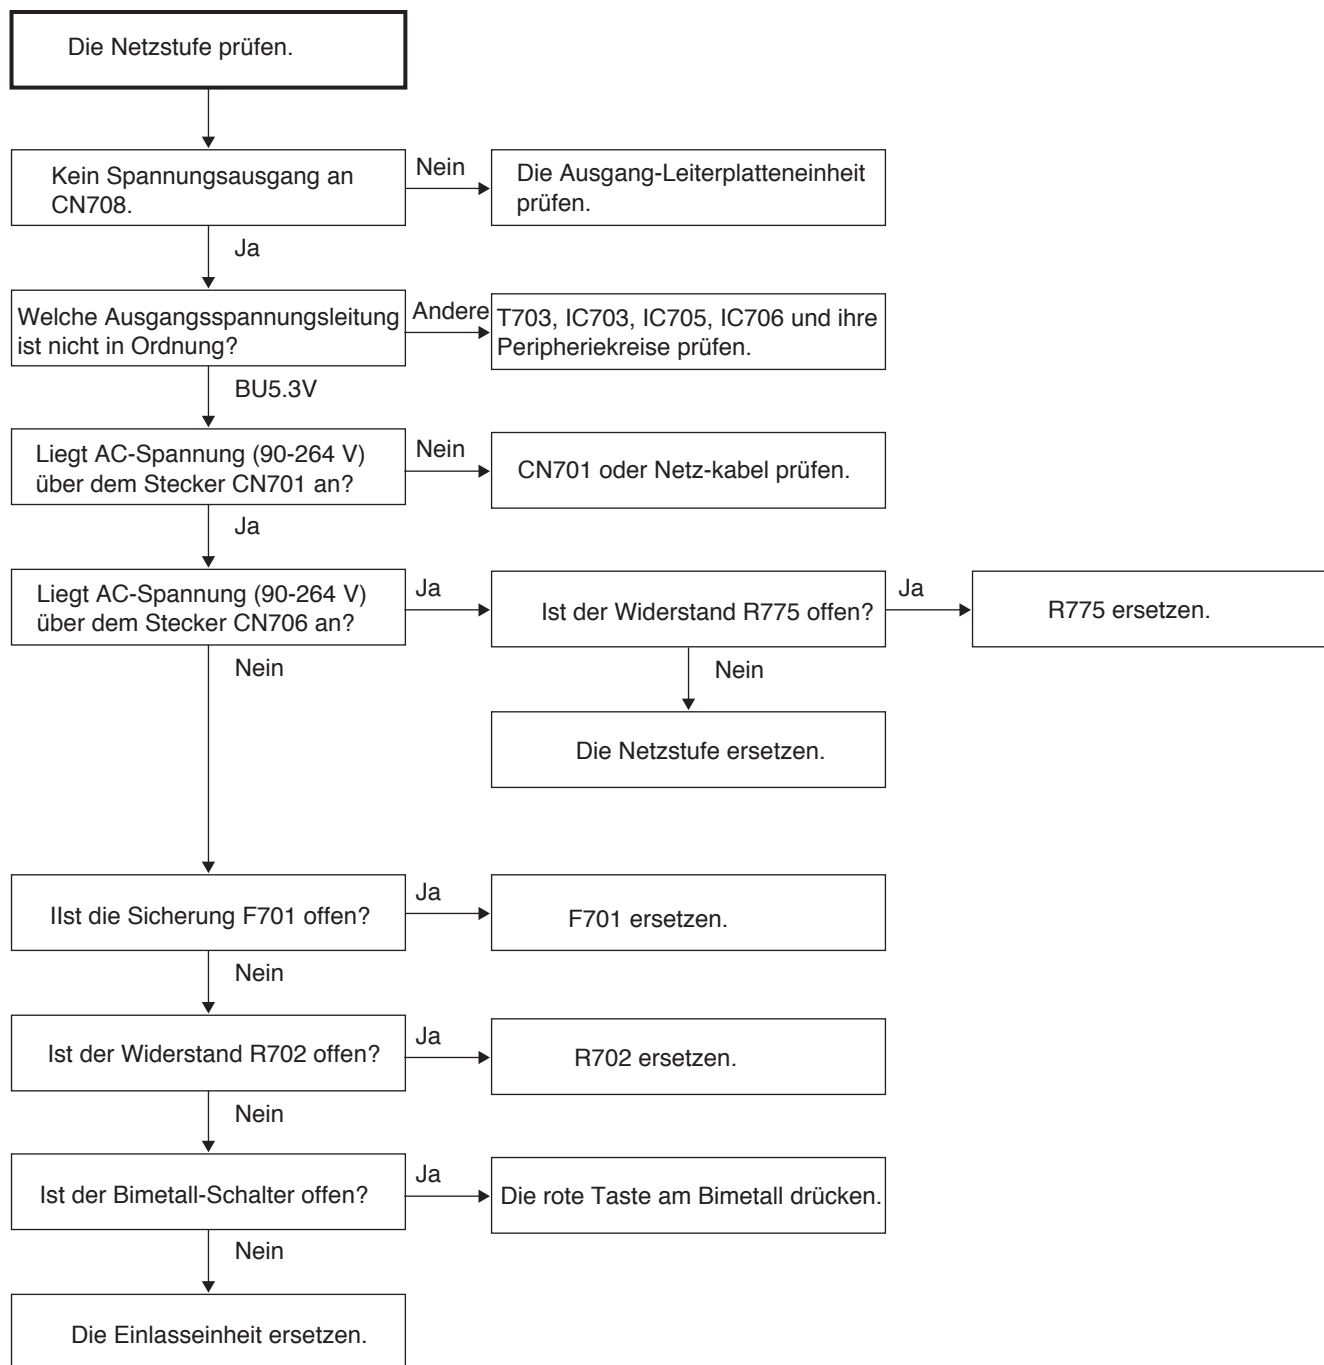 Die Netzstufe prüfen.
Kein Spannungsausgang an
CN708.
Nein
Die Ausgang-Leiterplatteneinheit
prüfen.
Ja
Welche Ausgangsspannungsleitung
ist nicht in Ordnung?
Andere
T703, IC703, IC705, IC706 und ihre
Peripheriekreise prüfen.
BU5.3V
Liegt AC-Spannung (90-264 V)
über dem Stecker CN701 an?
Nein
CN701 oder Netz-kabel prüfen.
Ja
Liegt AC-Spannung (90-264 V)
über dem Stecker CN706 an?
Ja
Ist der Widerstand R775 offen?
Ja
R775 ersetzen.
Nein
Nein
Die Netzstufe ersetzen.
IIst die Sicherung F701 offen?
Ja
F701 ersetzen.
Nein
Ist der Widerstand R702 offen?
Ja
R702 ersetzen.
Nein
Ist der Bimetall-Schalter offen?
Ja
Die rote Taste am Bimetall drücken.
Nein
Die Einlasseinheit ersetzen.